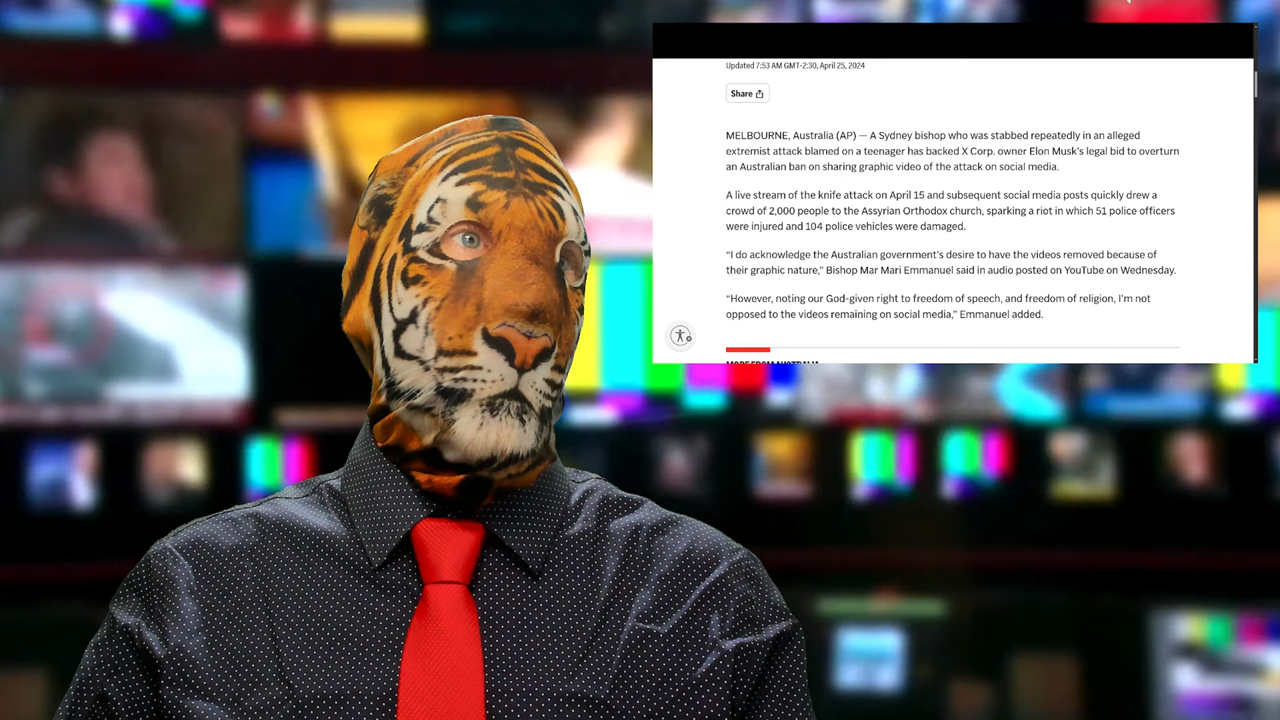 Updated 7:53 AM GMT-2:30, April 25, 2024
Share
MELBOURNE, Australia (AP) — A Sydney bishop who was stabbed repeatedly in an alleged
extremist attack blamed on a teenager has backed X Corp. owner Elon Musk's legal bid to overturn
an Australian ban on sharing graphic video of the attack on social media.
A live stream of the knife attack on April 15 and subsequent social media posts quickly drew a
crowd of 2,000 people to the Assyrian Orthodox church, sparking a riot in which 51 police officers
were injured and 104 police vehicles were damaged.
“I do acknowledge the Australian government's desire to have the videos removed because of
their graphic nature,” Bishop Mar Mari Emmanuel said in audio posted on YouTube on Wednesday.
“However, noting our God-given right to freedom of speech, and freedom of religion, I'm not
opposed to the videos remaining on social media,” Emmanuel added.
MORE FROM AUSTRALIA